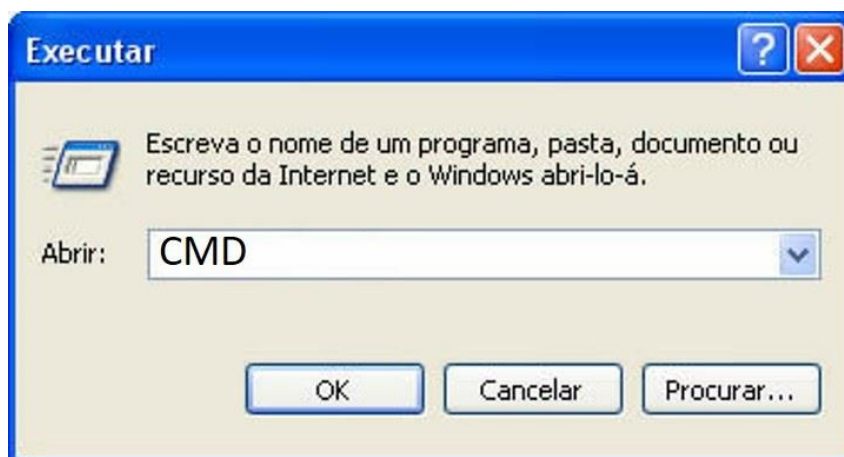 Executar
?
Escreva o nome de um programa, pasta, documento ou
recurso da Internet e o Windows abri-lo-á.
Abrir: CMD
OK Cancelar Procurar...